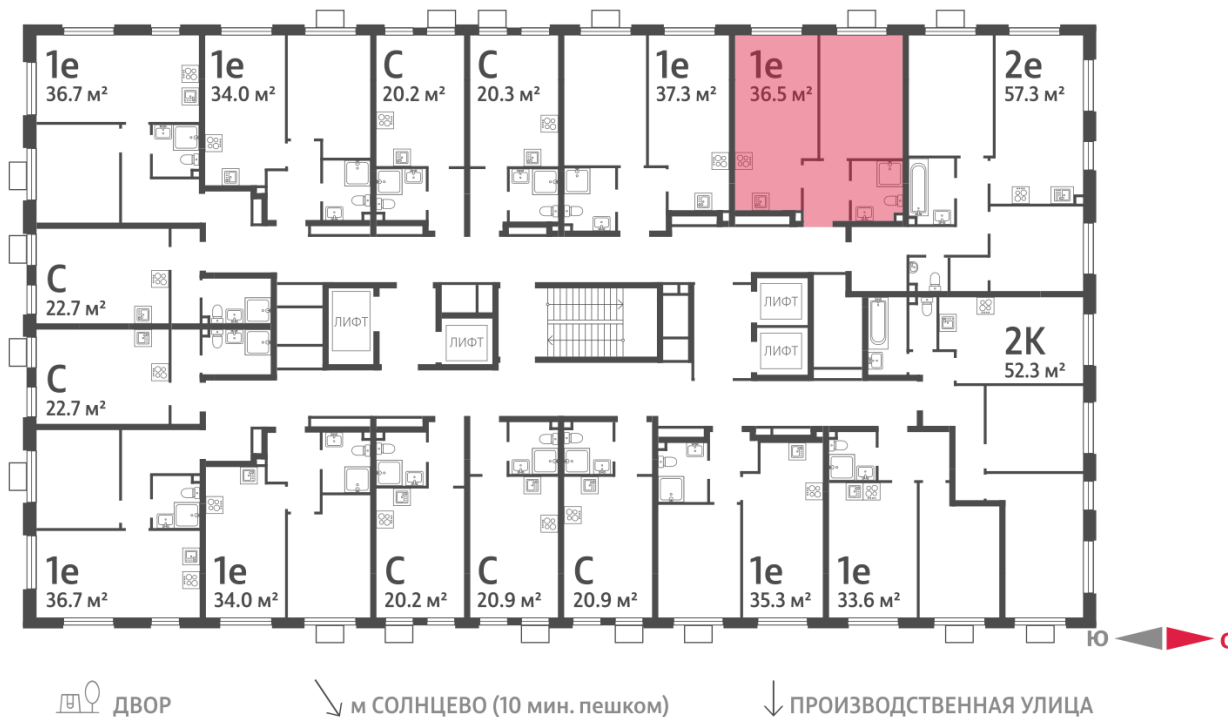 1е
36.7 м²
1е
34.0 м²
С
20.2 м²
С
20.3 м²
1е
37.3 м²
1е
36.5 м²
2е
57.3 м²
С
22.7 м²
ЛИФТ
ЛИФТ
ЛИФТ
ЛИФТ
2К
52.3 м²
С
22.7 м²
1е
36.7 м²
1е
34.0 м²
С
20.2 м²
С
20.9 м²
С
20.9 м²
1е
35.3 м²
1е
33.6 м²
Ю С
ДВОР
м СОЛНЦЕВО (10 мин. пешком)
ПРОИЗВОДСТВЕННАЯ УЛИЦА